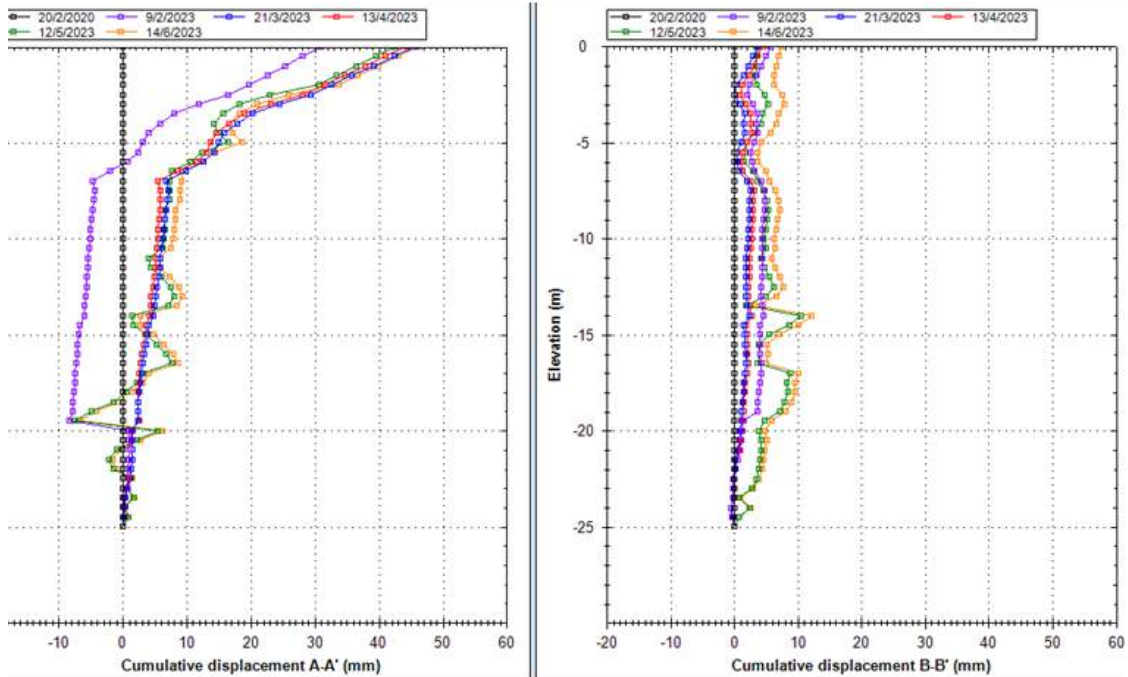 20/2/2020 9/2/2023 21/3/2023 13/4/2023
12/5/2023 14/6/2023
-10 0 10 20 30 40 50 60
Cumulative displacement A-A' (mm)
20/2/2020 9/2/2023 21/3/2023 13/4/2023
12/5/2023 14/6/2023
0
-5
-10
-15
-20
-25
Elevation (m)
-20 -10 0 10 20 30 40 50 60
Cumulative displacement B-B' (mm)